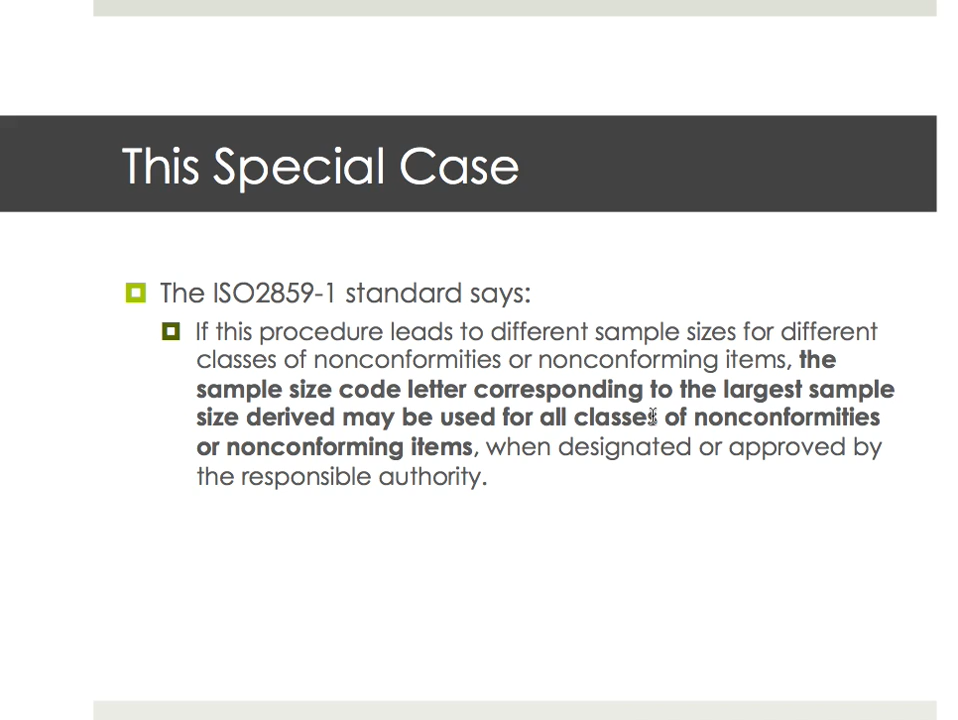 This Special Case
The ISO2859-1 standard says:
If this procedure leads to different sample sizes for different
classes of nonconformities or nonconforming items, the
sample size code letter corresponding to the largest sample
size derived may be used for all classes of nonconformities
or nonconforming items, when designated or approved by
the responsible authority.